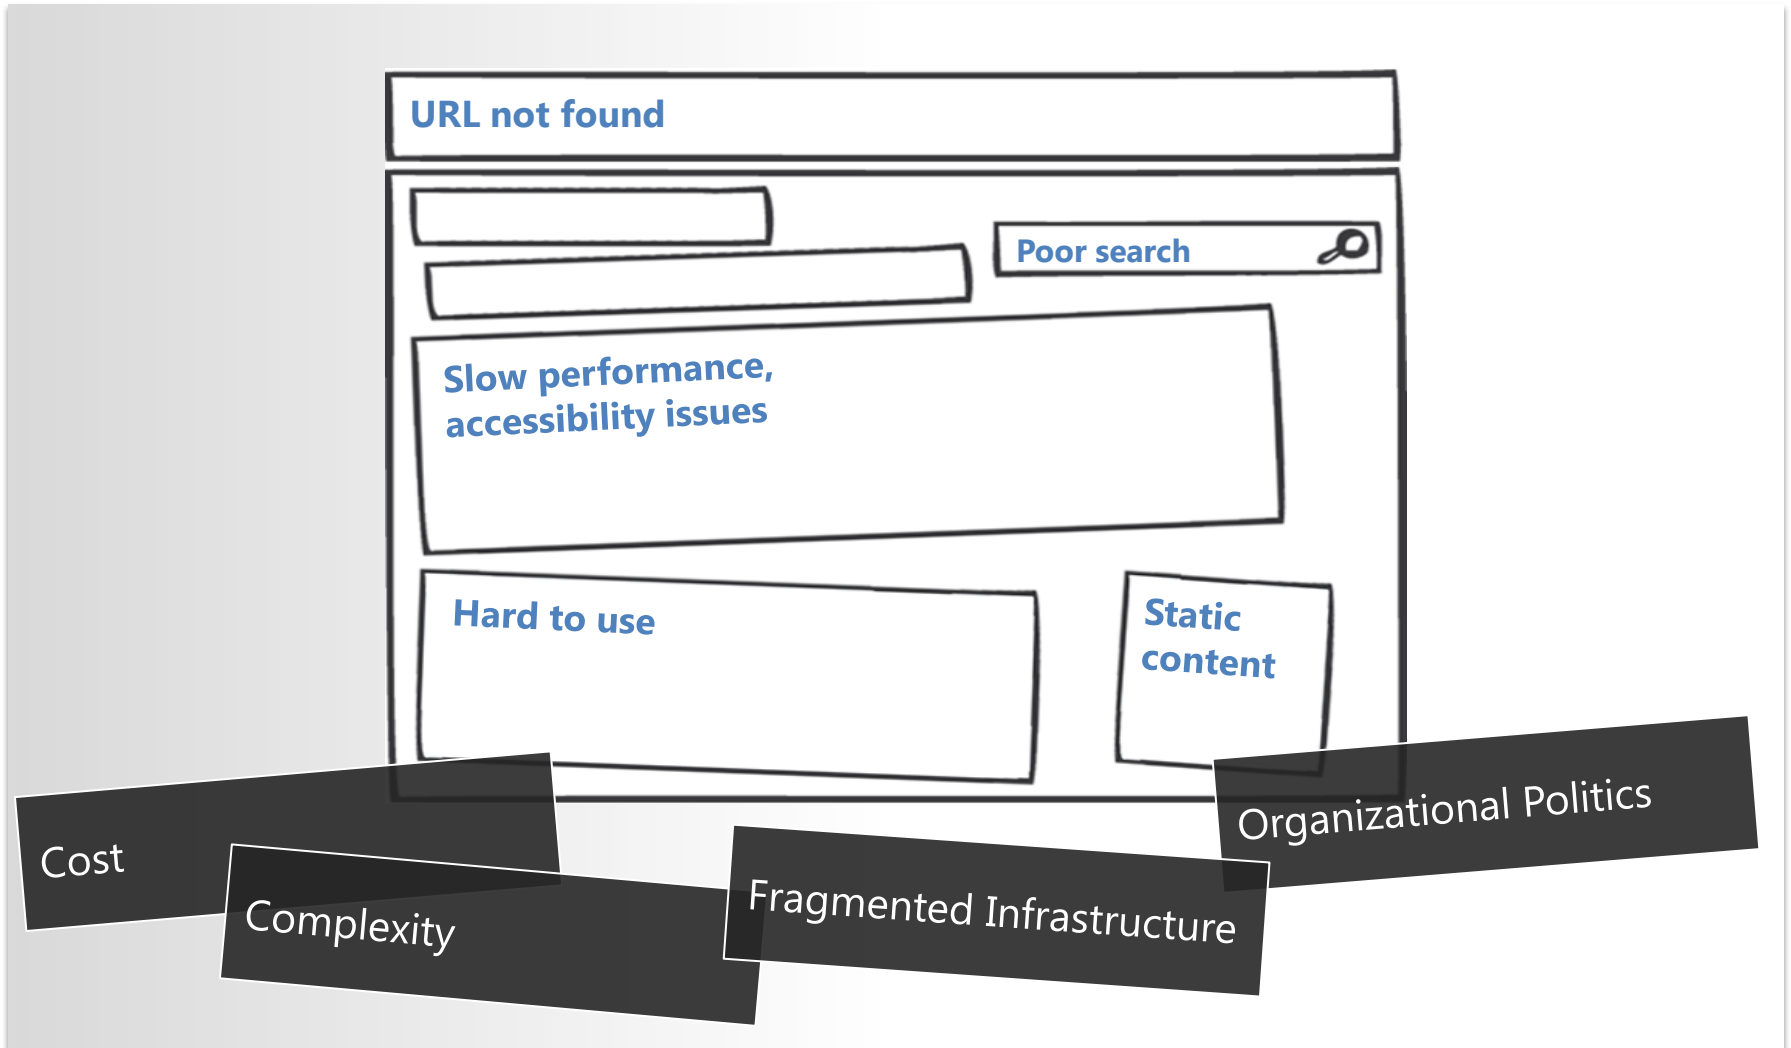 URL not found
Poor search
Slow performance,
accessibility issues
Hard to use
Static
content
Organizational Politics
Cost
Complexity
Fragmented Infrastructure